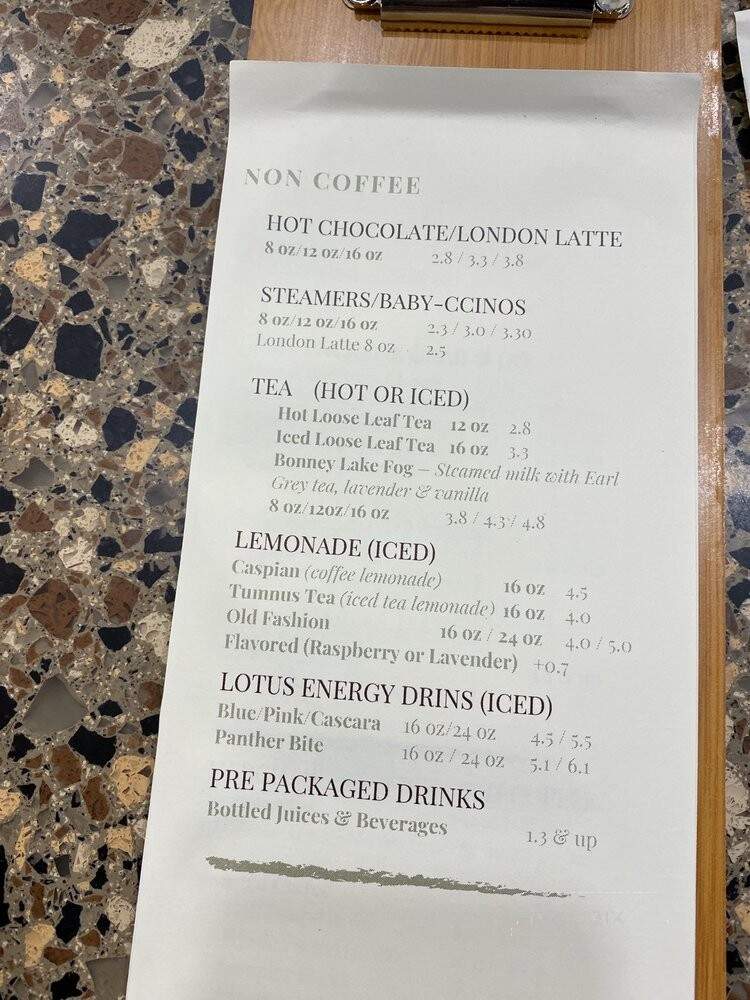 NON COFFEE
HOT CHOCOLATE/LONDON LATTE
8 oz/12 oz/16 oz 2.8 / 3.3 / 3.8
STEAMERS/BABY-CCINOS
8 oz/12 oz/16 oz 2.3 / 3.0 / 3.30
London Latte 8 oz 2.5
TEA (HOT OR ICED)
Hot Loose Leaf Tea 12 oz 2.8
Iced Loose Leaf Tea 16 oz 3.3
Bonney Lake Fog – Steamed milk with Earl
Grey tea, lavender & vanilla
8 oz/12oz/16 oz 3.8 / 4.3 / 4.8
LEMONADE (ICED)
Caspian (coffee lemonade) 16 oz 4.5
Tumnus Tea (iced tea lemonade) 16 oz 4.0
Old Fashion 16 oz / 24 oz 4.0 / 5.0
Flavored (Raspberry or Lavender) +0.7
LOTUS ENERGY DRINS (ICED)
Blue/Pink/Cascara 16 oz/24 oz 4.5 / 5.5
Panther Bite 16 oz / 24 oz 5.1 / 6.1
PRE PACKAGED DRINKS
Bottled Juices & Beverages 1.3 & up